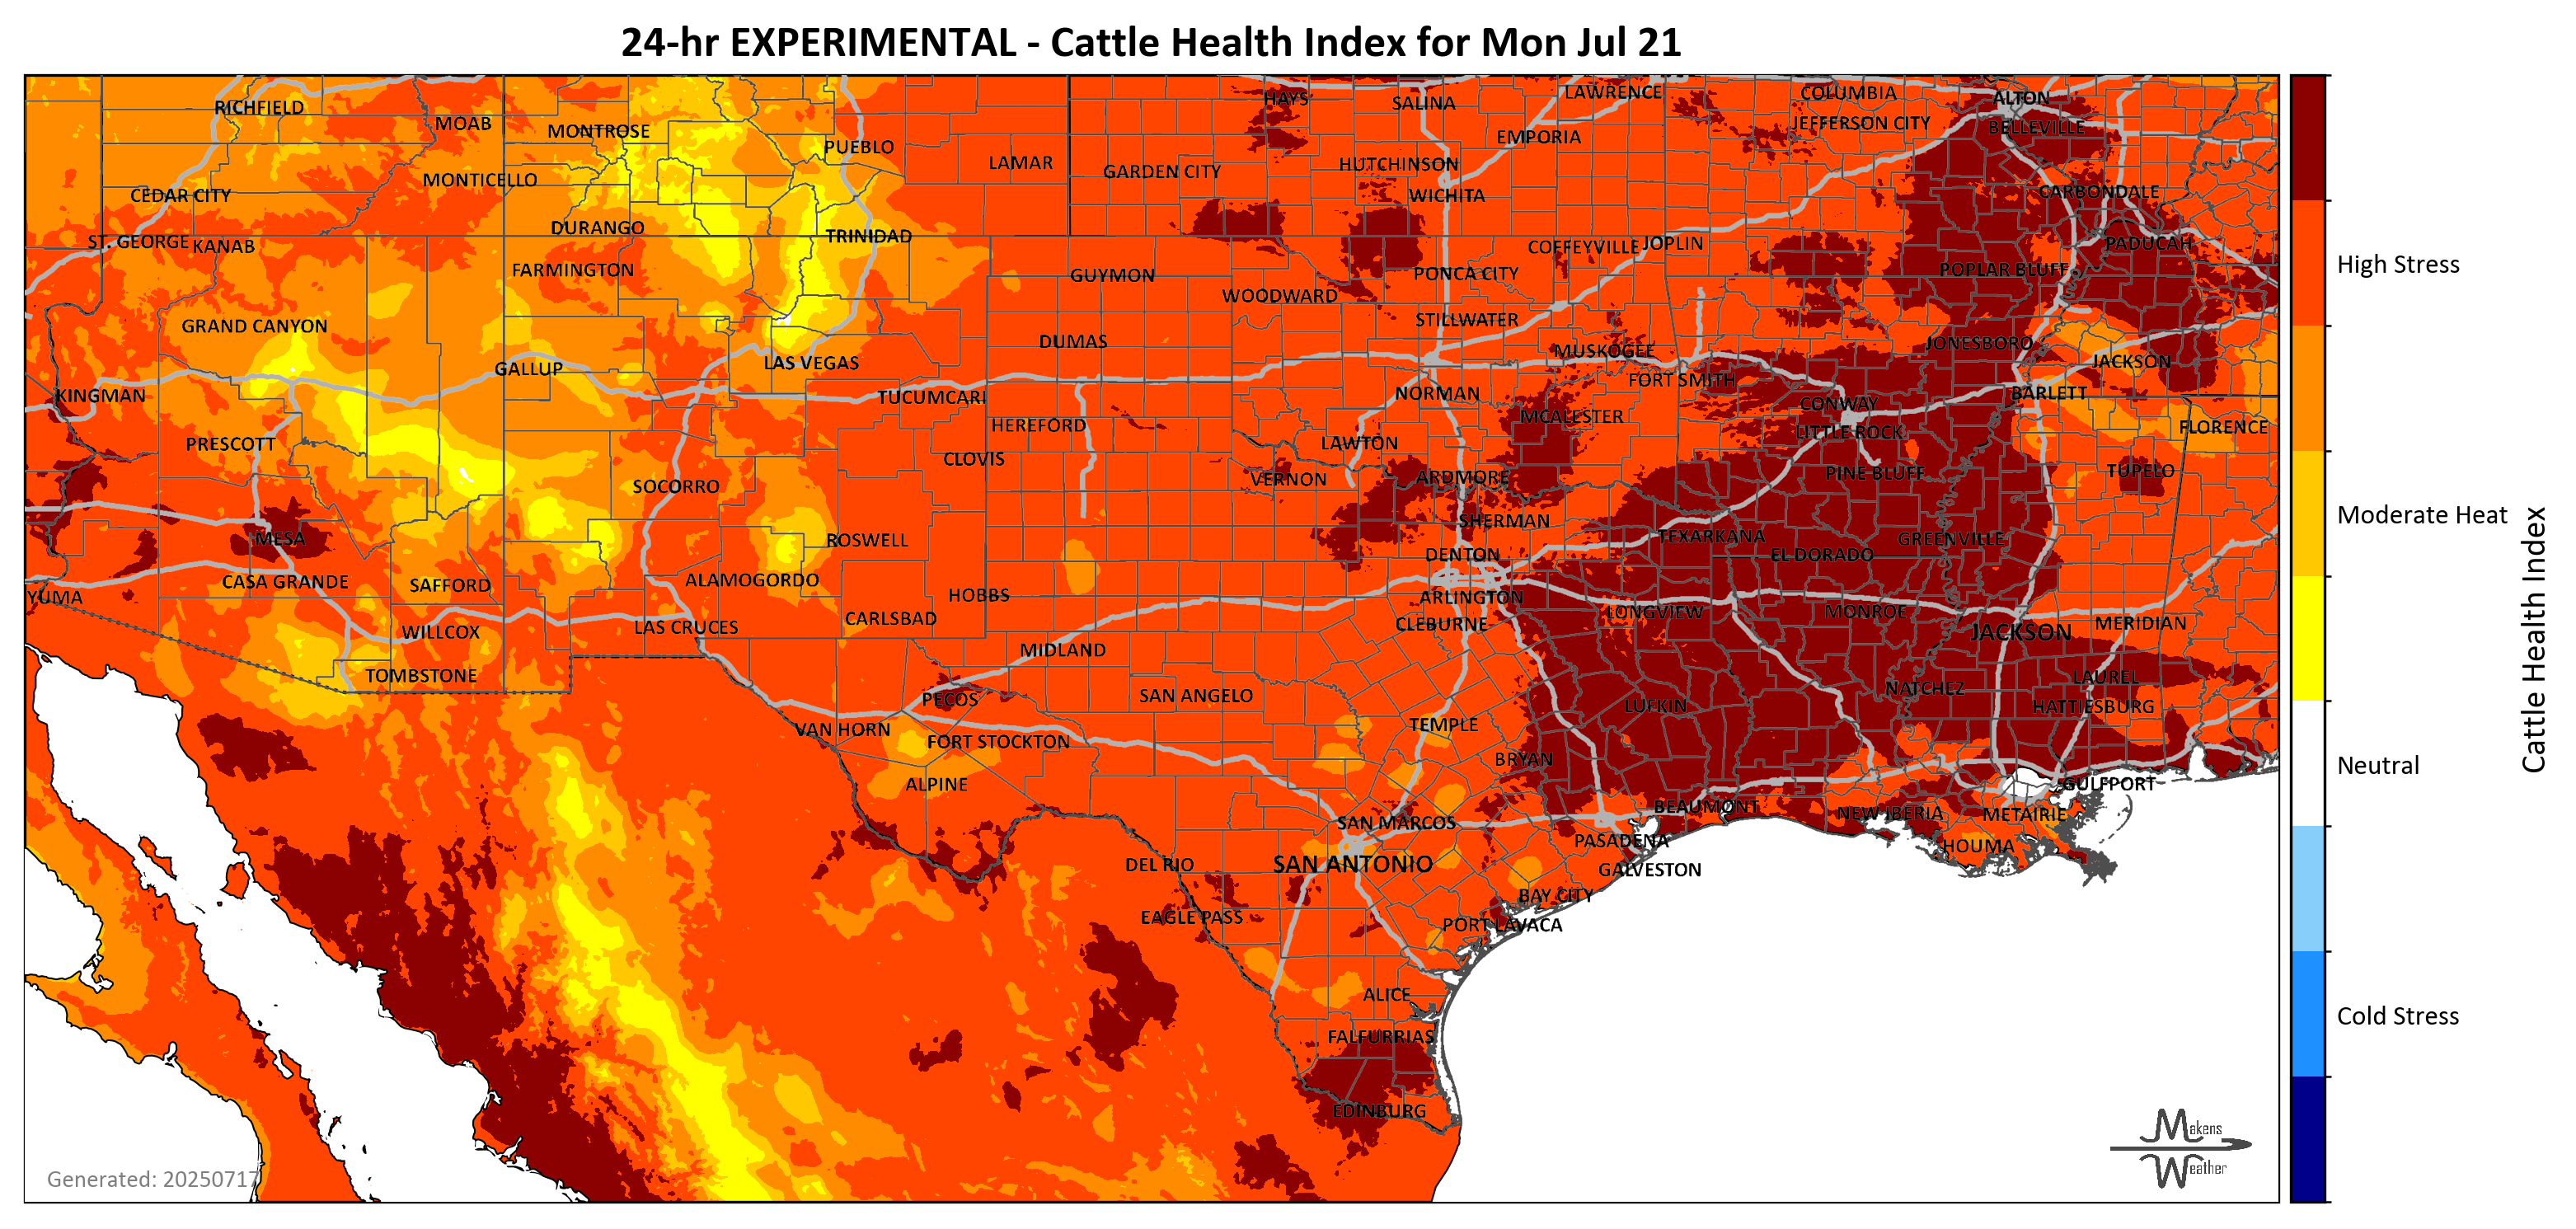 24-hr EXPERIMENTAL - Cattle Health Index for Mon Jul 21
RICHFIELD
MOAB
MONTROSE
PUEBLO
LAMAR
GARDEN CITY
HAYS
SALINA
LAWRENCE
EMPORIA
COLUMBIA
JEFFERSON CITY
ALTON
BELLEVILLE
CEDAR CITY
MONTICELLO
HUTCHINSON
WICHITA
CARBONDALE
ST. GEORGE
KANAB
DURANGO
TRINIDAD
COFFEYVILLE
JOPLIN
PADUCAH
High Stress
FARMINGTON
GUYMON
PONCA CITY
POPLAR BLUFF
WOODWARD
GRAND CANYON
STILLWATER
DUMAS
MUSKOGEE
JONESBORO
JACKSON
GALLUP
LAS VEGAS
FORT SMITH
KINGMAN
TUCUMCARI
NORMAN
CONWAY
BARLETT
HEREFORD
MCALESTER
LITTLE ROCK
FLORENCE
PRESCOTT
LAWTON
CLOVIS
PINE BLUFF
TUPELO
SOCORRO
VERNON
ARDMORE
SHERMAN
Moderate Heat
MESA
ROSWELL
TEXARKANA
GREENVILLE
DENTON
EL DORADO
CASA GRANDE
SAFFORD
ALAMOGORDO
YUMA
HOBBS
ARLINGTON
LONGVIEW
MONROE
CARLSBAD
CLEBURNE
LAS CRUCES
WILLCOX
JACKSON
MERIDIAN
MIDLAND
TOMBSTONE
LAUREL
PECOS
SAN ANGELO
NATCHEZ
LUFKIN
HATTIESBURG
VAN HORN
TEMPLE
FORT STOCKTON
BRYAN
Neutral
Cattle Health Index
ALPINE
GULFPORT
BEAUMONT
NEW IBERIA
METAIRIE
SAN MARCOS
PASADENA
HOUMA
DEL RIO
SAN ANTONIO
GALVESTON
BAY CITY
EAGLE PASS
PORT LAVACA
ALICE
Cold Stress
FALFURRIAS
EDINBURG
Makens
Weather
Generated: 20250717